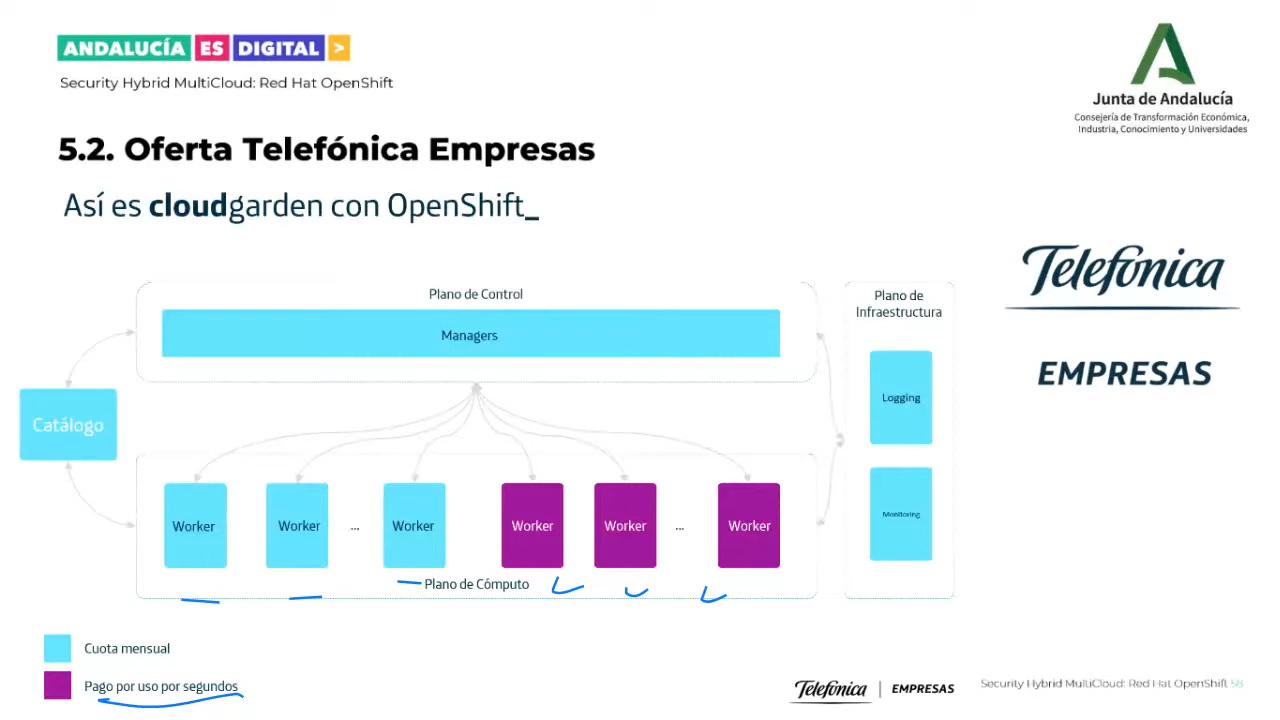 ANDALUCÍA ES DIGITAL >
Security Hybrid MultiCloud: Red Hat OpenShift
Junta de Andalucía
Consejería de Transformación Económica,
Industria, Conocimiento y Universidades
5.2. Oferta Telefónica Empresas
Así es cloudgarden con OpenShift_
Telefónica
EMPRESAS
Plano de Control
Managers
Plano de
Infraestructura
Logging
Monitoring
Catálogo
Worker Worker ... Worker Worker Worker ... Worker
Plano de Cómputo
Cuota mensual
Pago por uso por segundos
Telefónica | EMPRESAS
Security Hybrid MultiCloud: Red Hat OpenShift 58